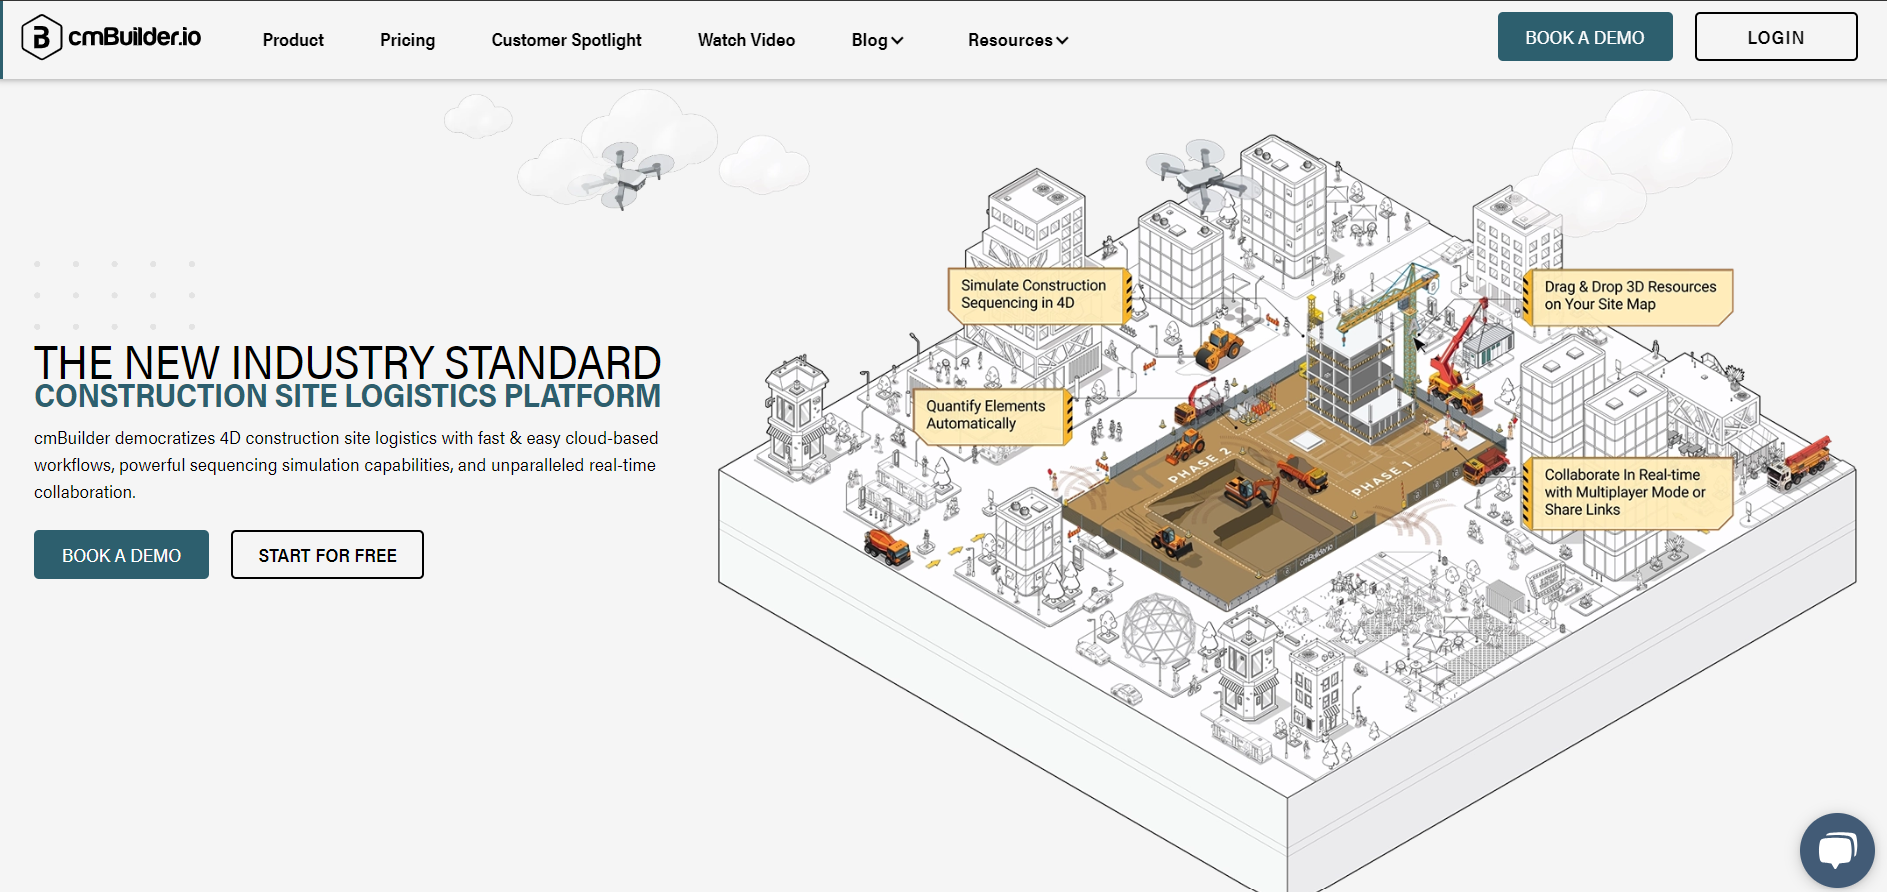 B cmBuilder.io
Product
Pricing
Customer Spotlight
Watch Video
Blog
Resources
BOOK A DEMO
LOGIN
THE NEW INDUSTRY STANDARD
CONSTRUCTION SITE LOGISTICS PLATFORM
cmBuilder democratizes 4D construction site logistics with fast & easy cloud-based
workflows, powerful sequencing simulation capabilities, and unparalleled real-time
collaboration.
BOOK A DEMO
START FOR FREE
Simulate Construction
Sequencing in 4D
Drag & Drop 3D Resources
on Your Site Map
Quantify Elements
Automatically
Collaborate In Real-time
with Multiplayer Mode or
Share Links
PHASE 2
PHASE 1
cmBuilder.io